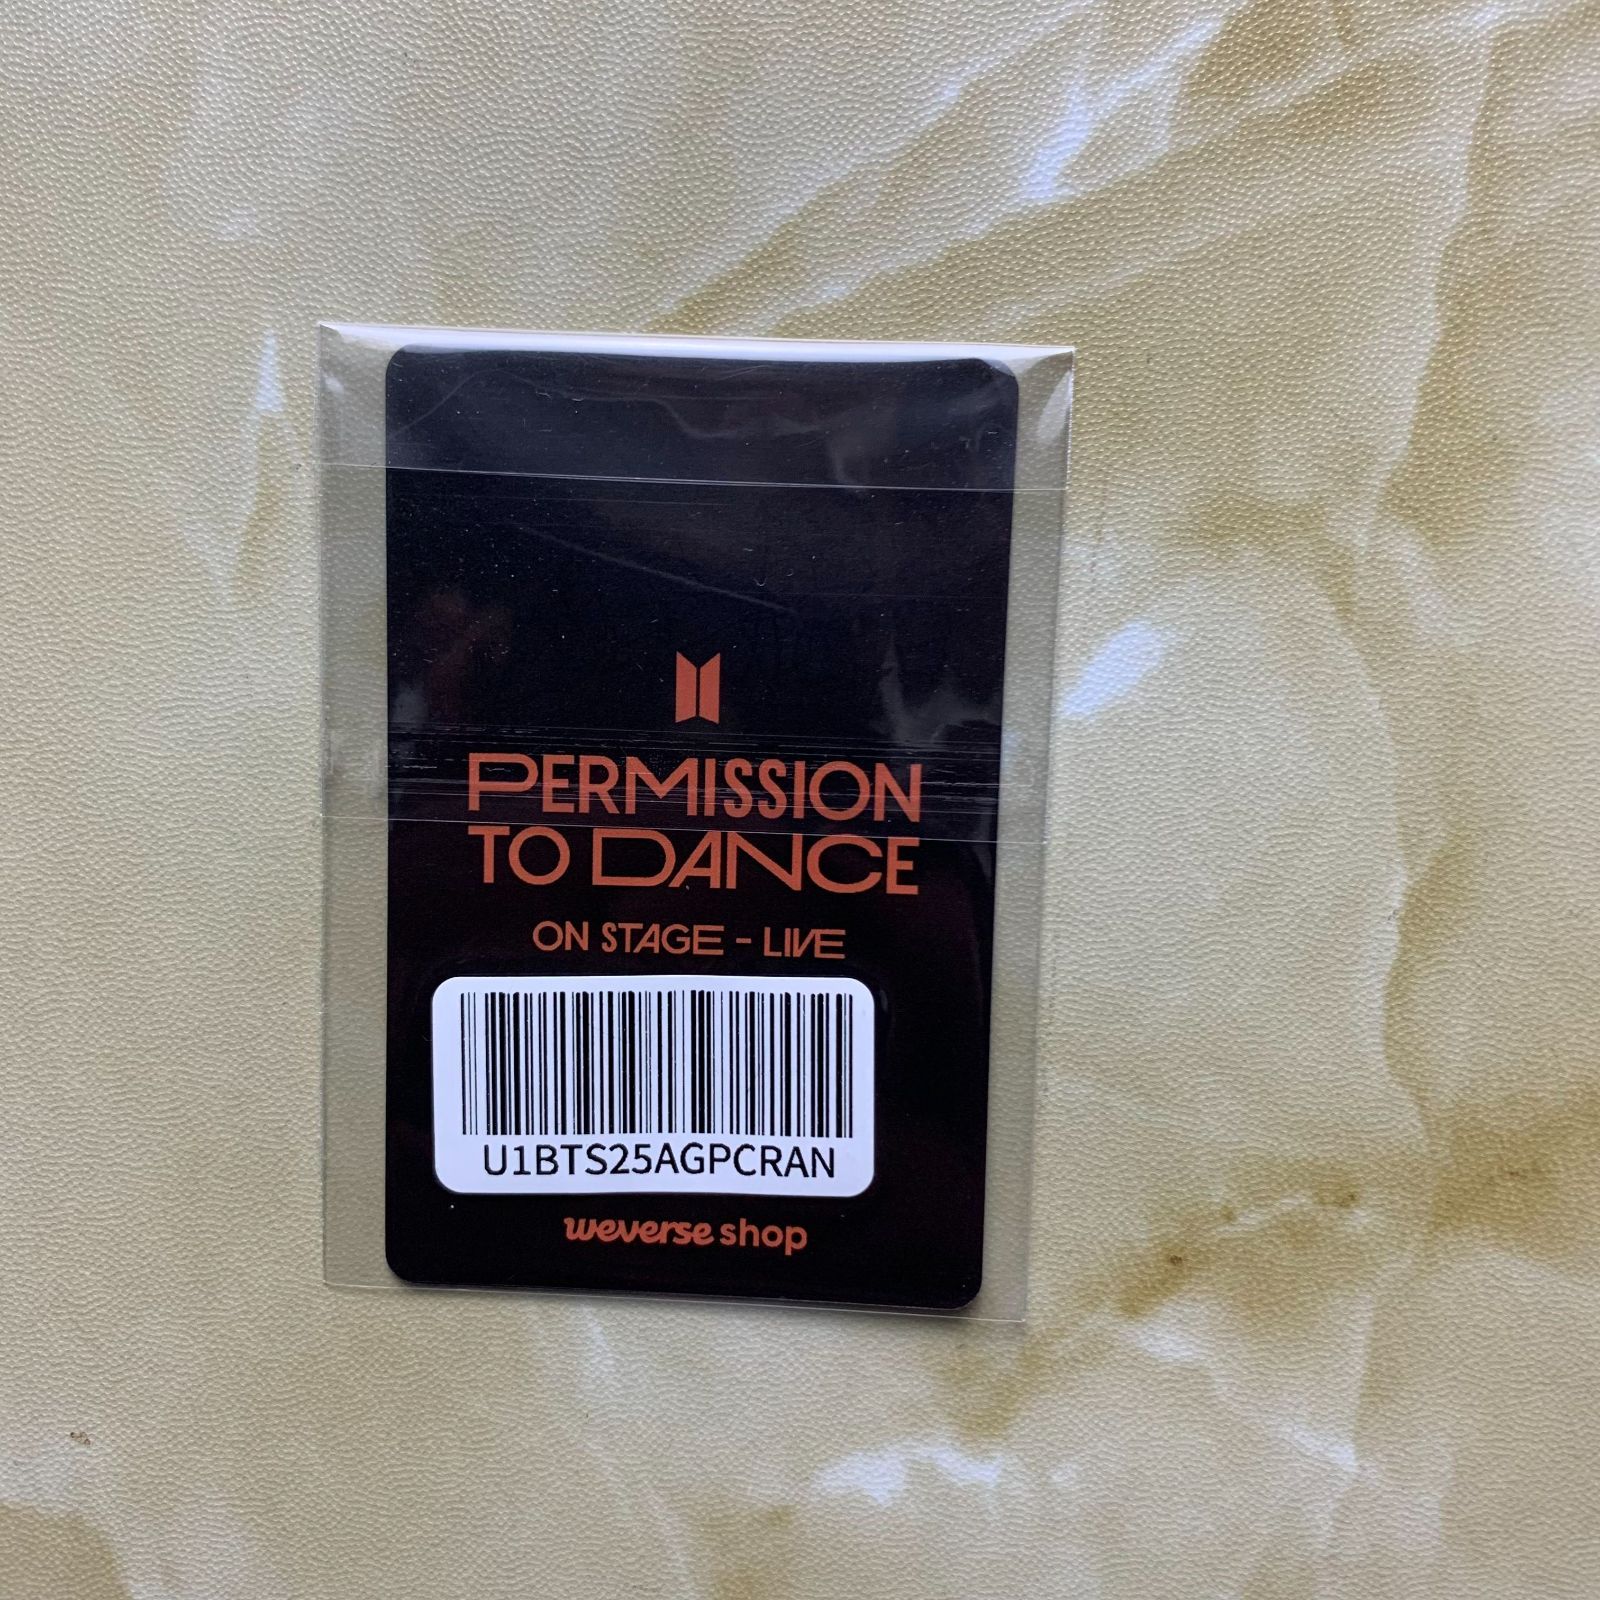 PERMISSION
TO DANCE
ON STAGE - LIVE
U1BTS25AGPCRAN
weverse shop